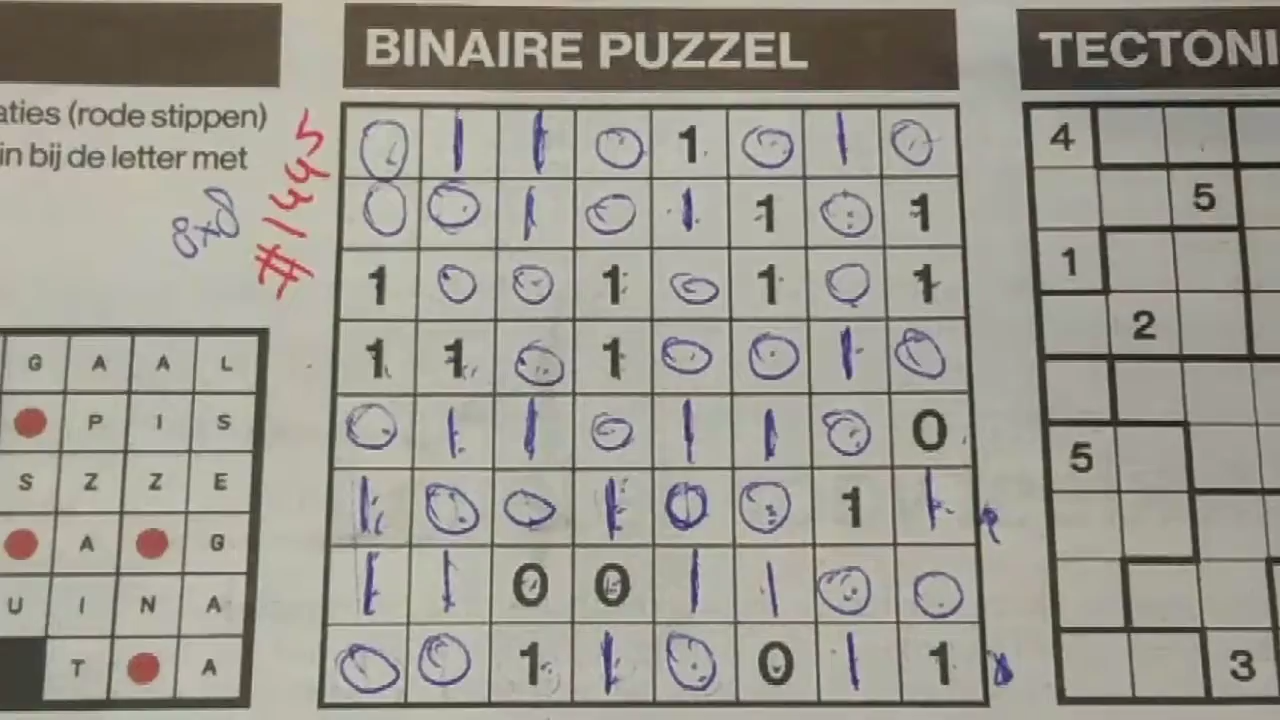 BINAIRE PUZZEL
TECTONI
aties (rode stippen)
in bij de letter met
8x8
# 144 5
0 1 1 0 1 0 1 0
0 0 1 0 1 1 0 1
1 0 0 1 0 1 0 1
1 1 0 1 0 0 1 0
0 1 1 0 1 1 0 0
1 0 0 1 0 0 1 1
1 1 0 0 1 1 0 0
0 0 1 1 0 0 1 1
G A A L
P I S
S Z Z E
A G
U I N A
T A
4
5
1
2
5
3